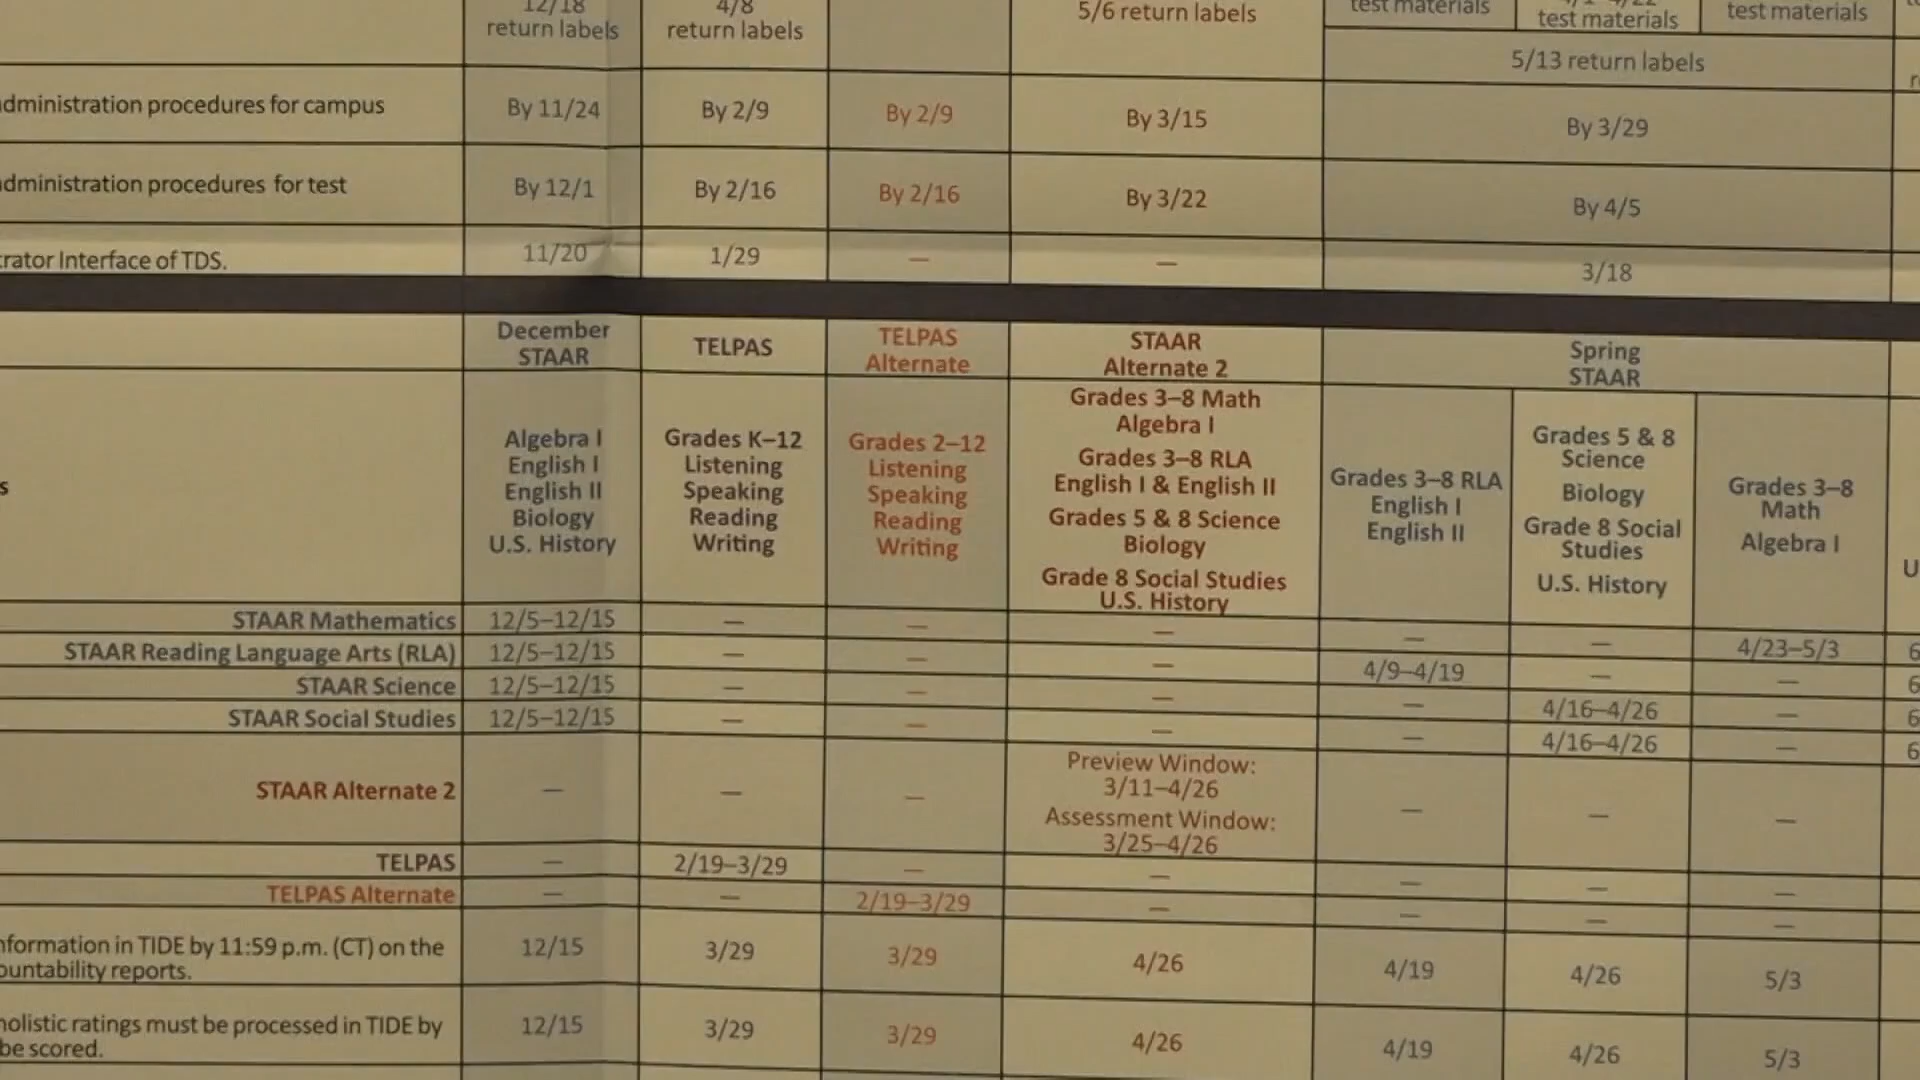 12/18
return labels
4/8
return labels
5/6 return labels
test materials
test materials
test materials
5/13 return labels
administration procedures for campus
By 11/24
By 2/9
By 2/9
By 3/15
By 3/29
administration procedures for test
By 12/1
By 2/16
By 2/16
By 3/22
By 4/5
rator Interface of TDS.
11/20
1/29
—
—
3/18
December
STAAR
TELPAS
TELPAS
Alternate
STAAR
Alternate 2
Spring
STAAR
s
Algebra I
English I
English II
Biology
U.S. History
Grades K–12
Listening
Speaking
Reading
Writing
Grades 2–12
Listening
Speaking
Reading
Writing
Grades 3–8 Math
Algebra I
Grades 3–8 RLA
English I & English II
Grades 5 & 8 Science
Biology
Grade 8 Social Studies
U.S. History
Grades 3–8 RLA
English I
English II
Grades 5 & 8
Science
Biology
Grade 8 Social
Studies
U.S. History
Grades 3–8
Math
Algebra I
U
STAAR Mathematics 12/5–12/15 — — — — — 4/23–5/3 6
STAAR Reading Language Arts (RLA) 12/5–12/15 — — — 4/9–4/19 — — 6
STAAR Science 12/5–12/15 — — — — 4/16–4/26 — 6
STAAR Social Studies 12/5–12/15 — — — — 4/16–4/26 — 6
STAAR Alternate 2
—
—
—
Preview Window:
3/11–4/26
Assessment Window:
3/25–4/26
—
—
—
TELPAS — 2/19–3/29 — — — — —
TELPAS Alternate — — 2/19–3/29 — — — —
nformation in TIDE by 11:59 p.m. (CT) on the
ountability reports.
12/15
3/29
3/29
4/26
4/19
4/26
5/3
holistic ratings must be processed in TIDE by
be scored.
12/15
3/29
3/29
4/26
4/19
4/26
5/3